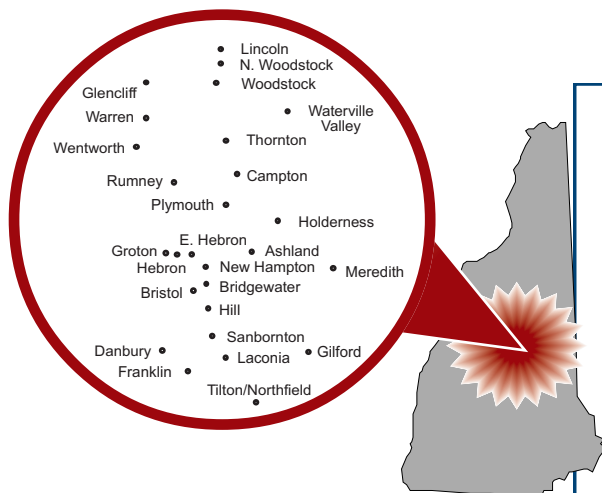 Lincoln
N. Woodstock
Woodstock
Glencliff
Waterville
Valley
Warren
Thornton
Wentworth
Campton
Rumney
Plymouth
Holderness
E. Hebron
Groton
Ashland
Hebron
New Hampton
Meredith
Bridgewater
Bristol
Hill
Sanbornton
Danbury
Gilford
Laconia
Franklin
Tilton/Northfield